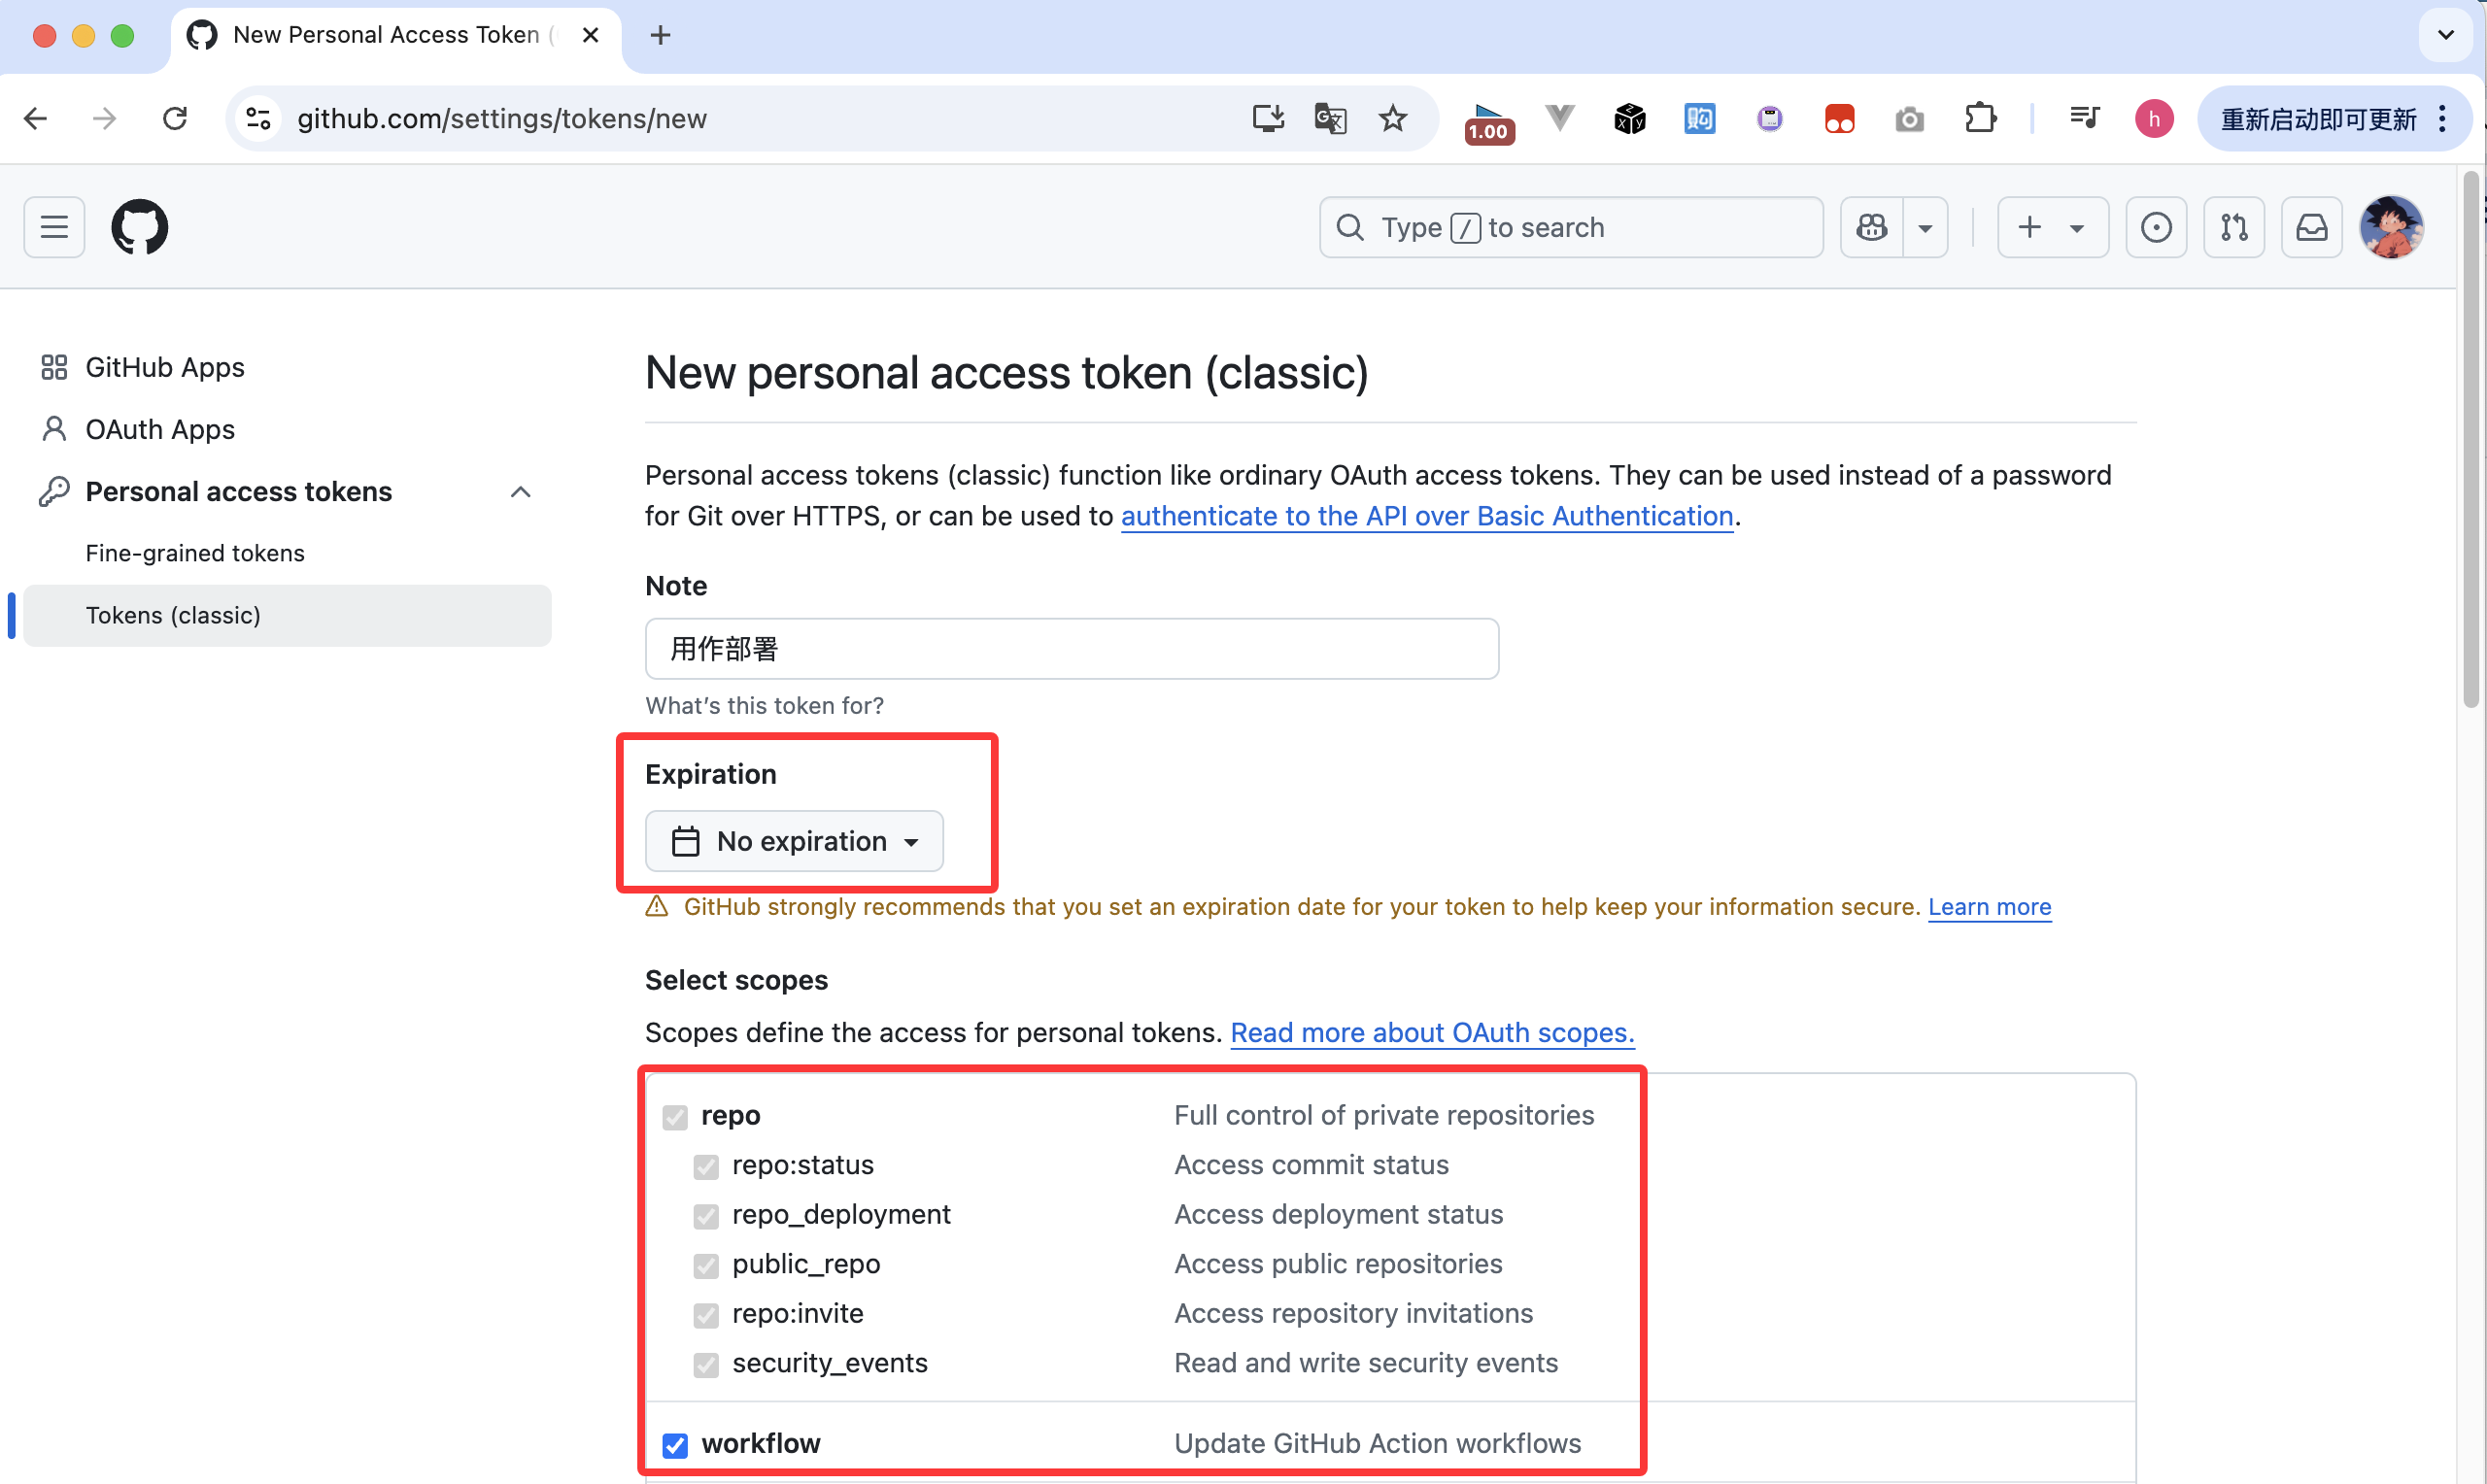 New Personal Access Token (
github.com/settings/tokens/new
1.00
购
h
重新启动即可更新
Type / to search
GitHub Apps
OAuth Apps
Personal access tokens
Fine-grained tokens
Tokens (classic)
New personal access token (classic)
Personal access tokens (classic) function like ordinary OAuth access tokens. They can be used instead of a password
for Git over HTTPS, or can be used to authenticate to the API over Basic Authentication.
Note
用作部署
What's this token for?
Expiration
No expiration
GitHub strongly recommends that you set an expiration date for your token to help keep your information secure. Learn more
Select scopes
Scopes define the access for personal tokens. Read more about OAuth scopes.
repo Full control of private repositories
repo:status Access commit status
repo_deployment Access deployment status
public_repo Access public repositories
repo:invite Access repository invitations
security_events Read and write security events
workflow Update GitHub Action workflows